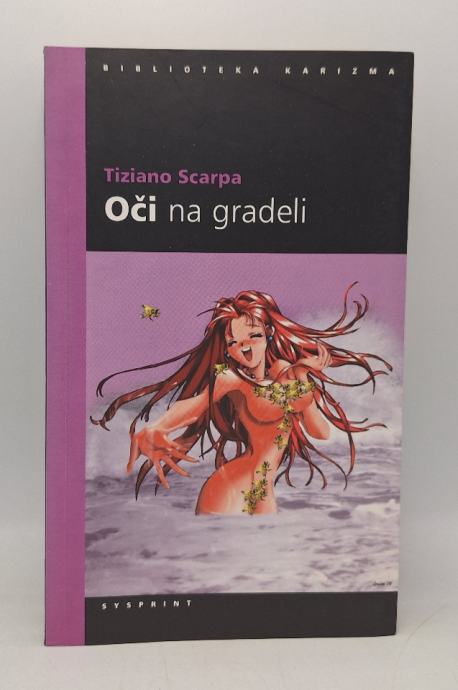 BIBLIOTEKA KARIZMA
Tiziano Scarpa
Oči na gradeli
SYSPRINT